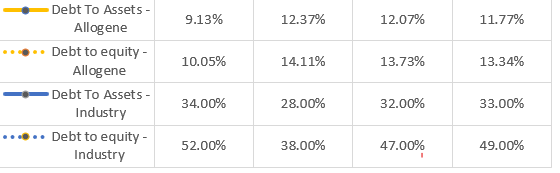 Debt To Assets -
Allogene
9.13% 12.37% 12.07% 11.77%
Debt to equity -
Allogene
10.05% 14.11% 13.73% 13.34%
Debt To Assets -
Industry
34.00% 28.00% 32.00% 33.00%
Debt to equity -
Industry
52.00% 38.00% 47.00% 49.00%